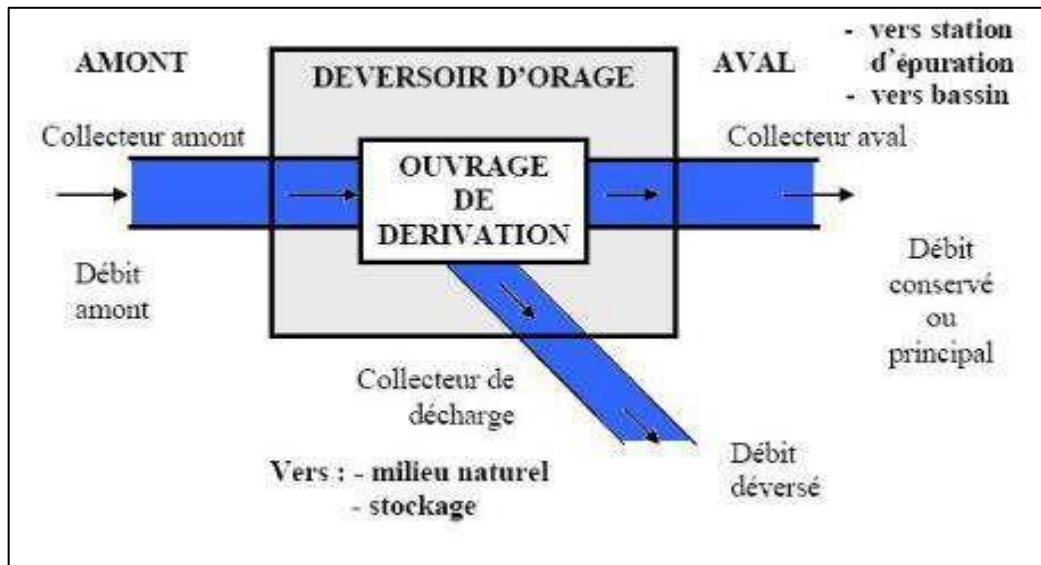 AMONT
DEVERSOIR D'ORAGE
AVAL
- vers station
d'épuration
- vers bassin
Collecteur amont
Collecteur aval
OUVRAGE
DE
DERIVATION
Débit
amont
Débit
conservé
ou
principal
Collecteur de
décharge
Vers : - milieu naturel
- stockage
Débit
déversé